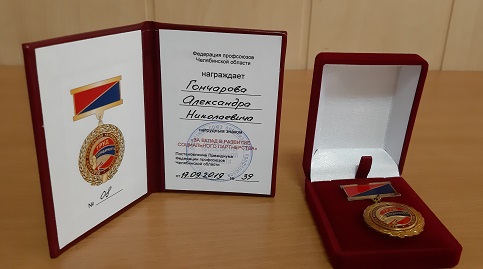 № 08
Федерация профсоюзов
Челябинской области
награждает
Гончарова
Александра
Николаевича
нагрудным знаком
«ЗА ВКЛАД В РАЗВИТИЕ
СОЦИАЛЬНОГО ПАРТНЕРСТВА»
Постановление Президиума
Федерации профсоюзов
Челябинской области
от 19.09.2019 № 39